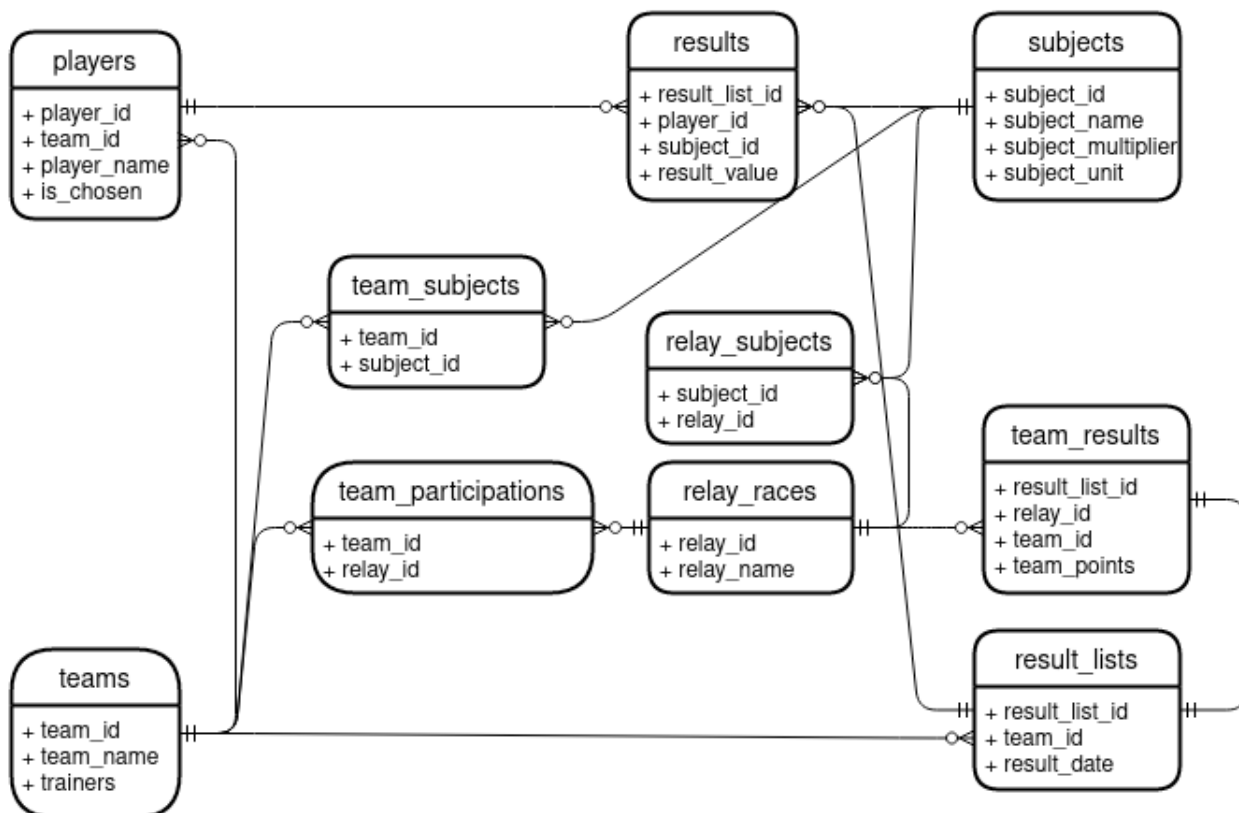 players
+ player_id
+ team_id
+ player_name
+ is_chosen
results
+ result_list_id
+ player_id
+ subject_id
+ result_value
subjects
+ subject_id
+ subject_name
+ subject_multiplier
+ subject_unit
team_subjects
+ team_id
+ subject_id
relay_subjects
+ subject_id
+ relay_id
team_participations
+ team_id
+ relay_id
relay_races
+ relay_id
+ relay_name
team_results
+ result_list_id
+ relay_id
+ team_id
+ team_points
teams
+ team_id
+ team_name
+ trainers
result_lists
+ result_list_id
+ team_id
+ result_date